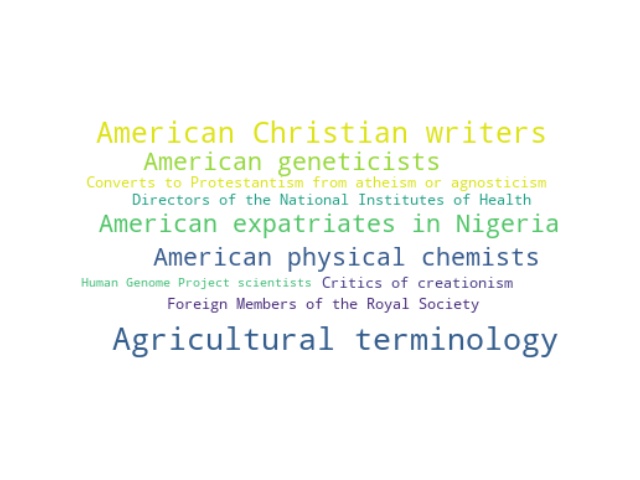 American Christian writers
American geneticists
Converts to Protestantism from atheism or agnosticism
Directors of the National Institutes of Health
American expatriates in Nigeria
American physical chemists
Human Genome Project scientists Critics of creationism
Foreign Members of the Royal Society
Agricultural terminology